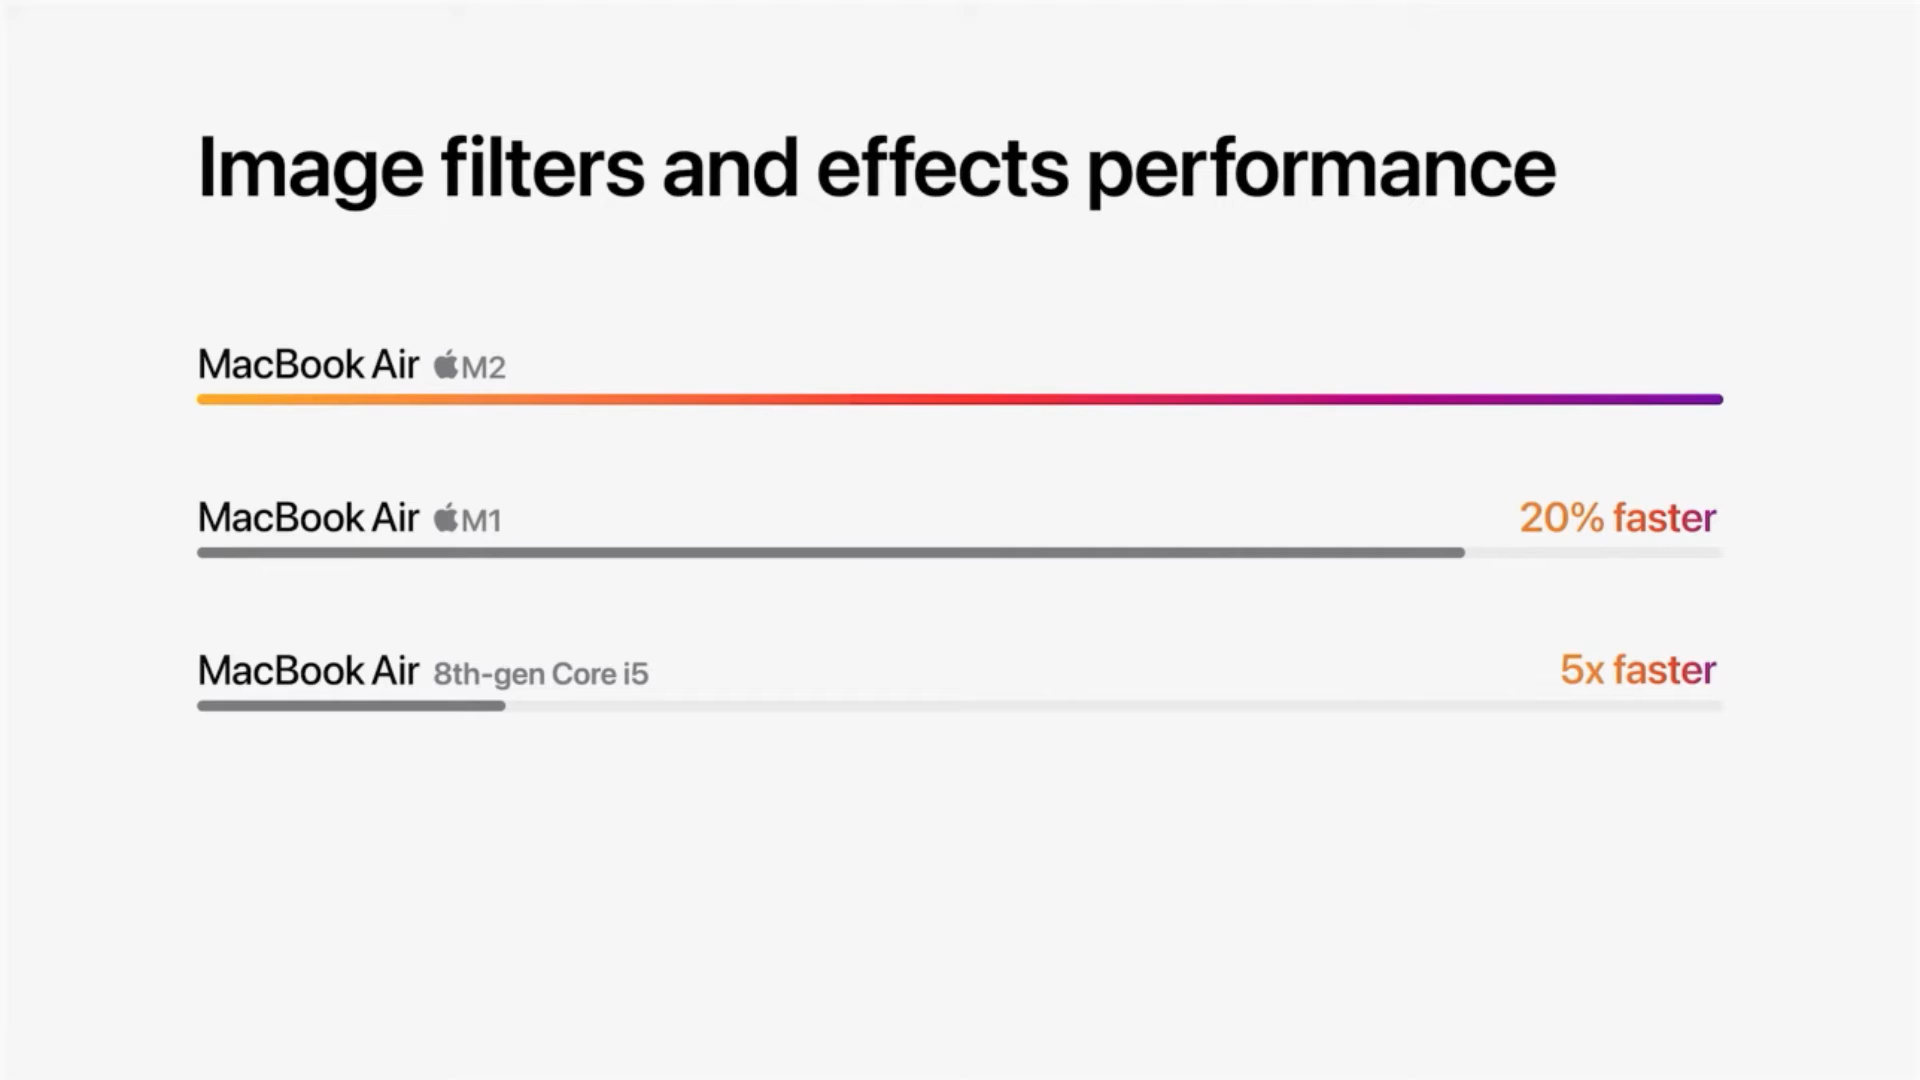 Image filters and effects performance
MacBook Air M2
MacBook Air M1 20% faster
MacBook Air 8th-gen Core i5 5x faster